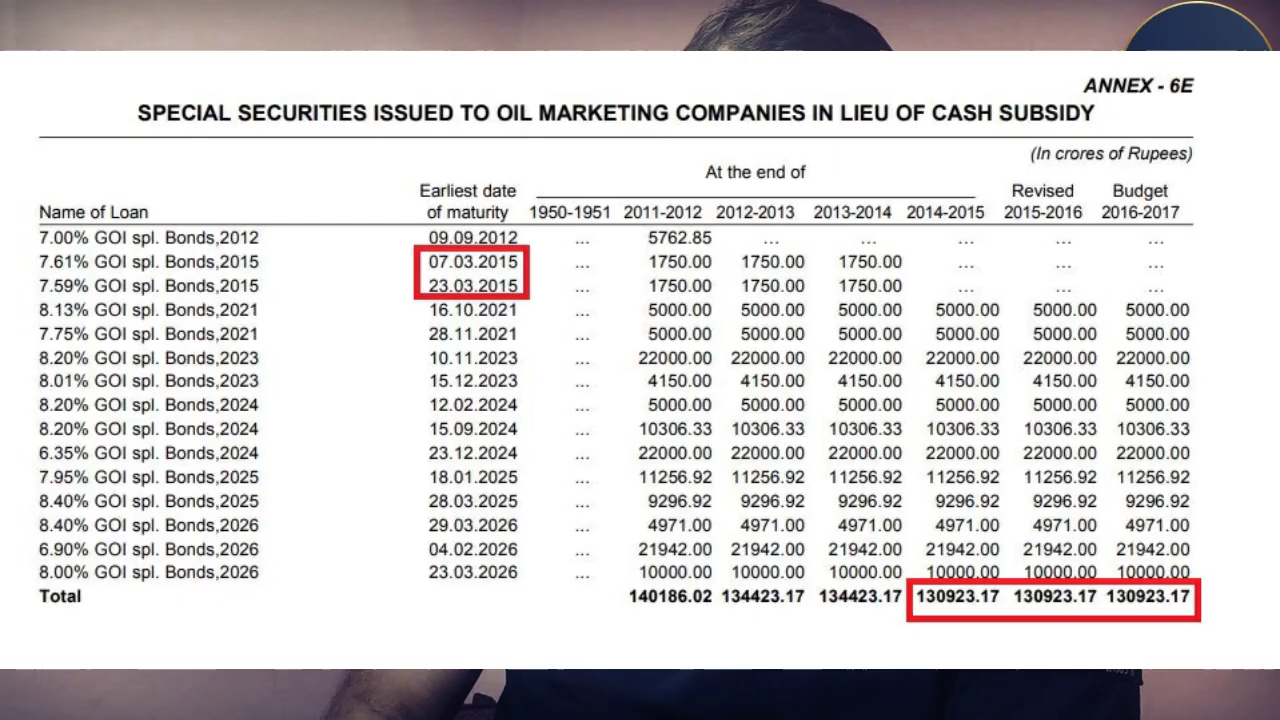 ANNEX - 6E
SPECIAL SECURITIES ISSUED TO OIL MARKETING COMPANIES IN LIEU OF CASH SUBSIDY
(In crores of Rupees)
At the end of
Earliest date Revised Budget
Name of Loan of maturity 1950-1951 2011-2012 2012-2013 2013-2014 2014-2015 2015-2016 2016-2017
7.00% GOI spl. Bonds,2012 09.09.2012 ... 5762.85 ... ... ... ... ...
7.61% GOI spl. Bonds,2015 07.03.2015 ... 1750.00 1750.00 1750.00 ... ... ...
7.59% GOI spl. Bonds,2015 23.03.2015 ... 1750.00 1750.00 1750.00 ... ... ...
8.13% GOI spl. Bonds,2021 16.10.2021 ... 5000.00 5000.00 5000.00 5000.00 5000.00 5000.00
7.75% GOI spl. Bonds,2021 28.11.2021 ... 5000.00 5000.00 5000.00 5000.00 5000.00 5000.00
8.20% GOI spl. Bonds,2023 10.11.2023 ... 22000.00 22000.00 22000.00 22000.00 22000.00 22000.00
8.01% GOI spl. Bonds,2023 15.12.2023 ... 4150.00 4150.00 4150.00 4150.00 4150.00 4150.00
8.20% GOI spl. Bonds,2024 12.02.2024 ... 5000.00 5000.00 5000.00 5000.00 5000.00 5000.00
8.20% GOI spl. Bonds,2024 15.09.2024 ... 10306.33 10306.33 10306.33 10306.33 10306.33 10306.33
6.35% GOI spl. Bonds,2024 23.12.2024 ... 22000.00 22000.00 22000.00 22000.00 22000.00 22000.00
7.95% GOI spl. Bonds,2025 18.01.2025 ... 11256.92 11256.92 11256.92 11256.92 11256.92 11256.92
8.40% GOI spl. Bonds,2025 28.03.2025 ... 9296.92 9296.92 9296.92 9296.92 9296.92 9296.92
8.40% GOI spl. Bonds,2026 29.03.2026 ... 4971.00 4971.00 4971.00 4971.00 4971.00 4971.00
6.90% GOI spl. Bonds,2026 04.02.2026 ... 21942.00 21942.00 21942.00 21942.00 21942.00 21942.00
8.00% GOI spl. Bonds,2026 23.03.2026 ... 10000.00 10000.00 10000.00 10000.00 10000.00 10000.00
Total 140186.02 134423.17 134423.17 130923.17 130923.17 130923.17